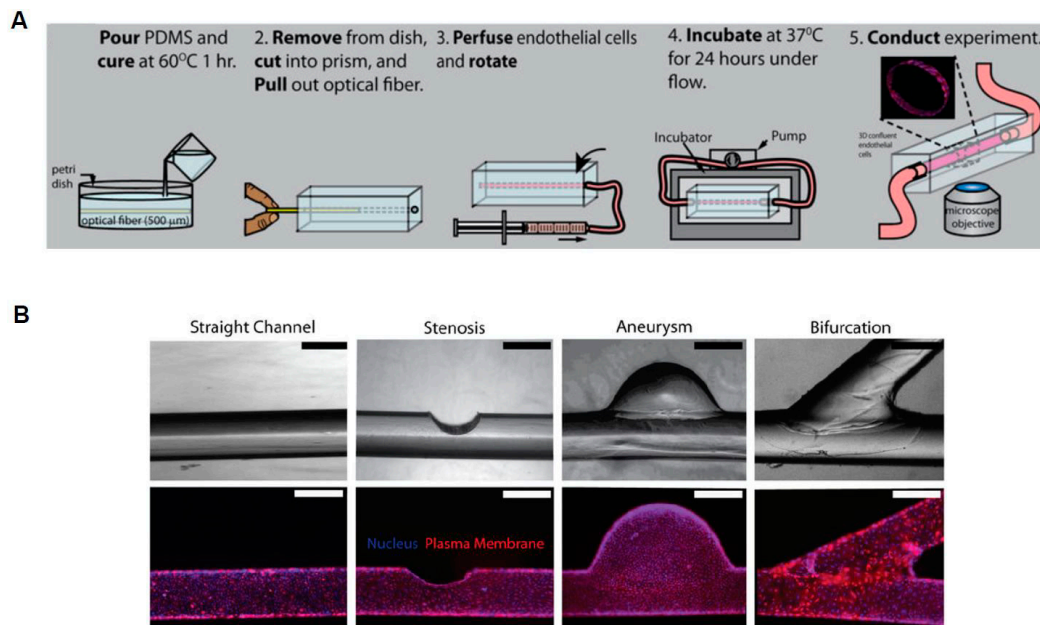 A
Pour PDMS and
cure at 60⁰C 1 hr.
petri
dish
optical fiber (500 µm)
2. Remove from dish,
cut into prism, and
Pull out optical fiber.
3. Perfuse endothelial cells
and rotate
4. Incubate at 37⁰C
for 24 hours under
flow.
Incubator
Pump
5. Conduct experiment.
3D confluent
endothelial
cells
microscope
objective
B
Straight Channel
Stenosis
Aneurysm
Bifurcation
Nucleus Plasma Membrane